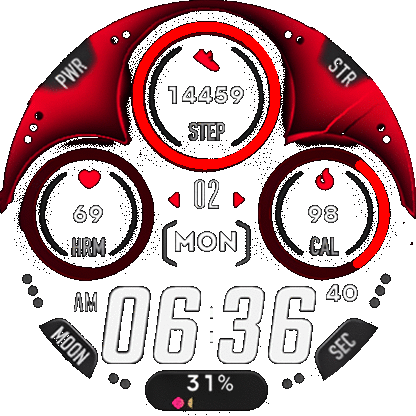 PWR
STR
14459
STEP
69
HRM
02
MON
98
CAL
AM 06:36 40
MOON
SEC
31%